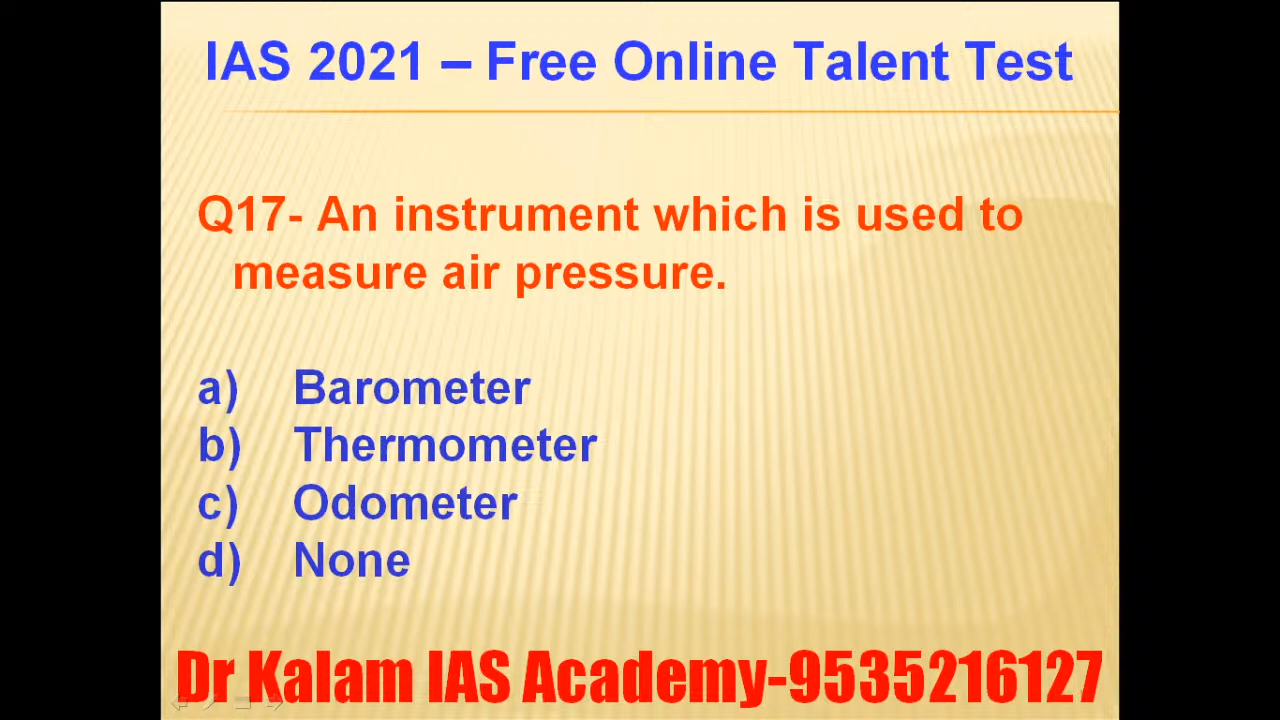 IAS 2021 – Free Online Talent Test
Q17- An instrument which is used to
measure air pressure.
a) Barometer
b) Thermometer
c) Odometer
d) None
Dr Kalam IAS Academy-9535216127